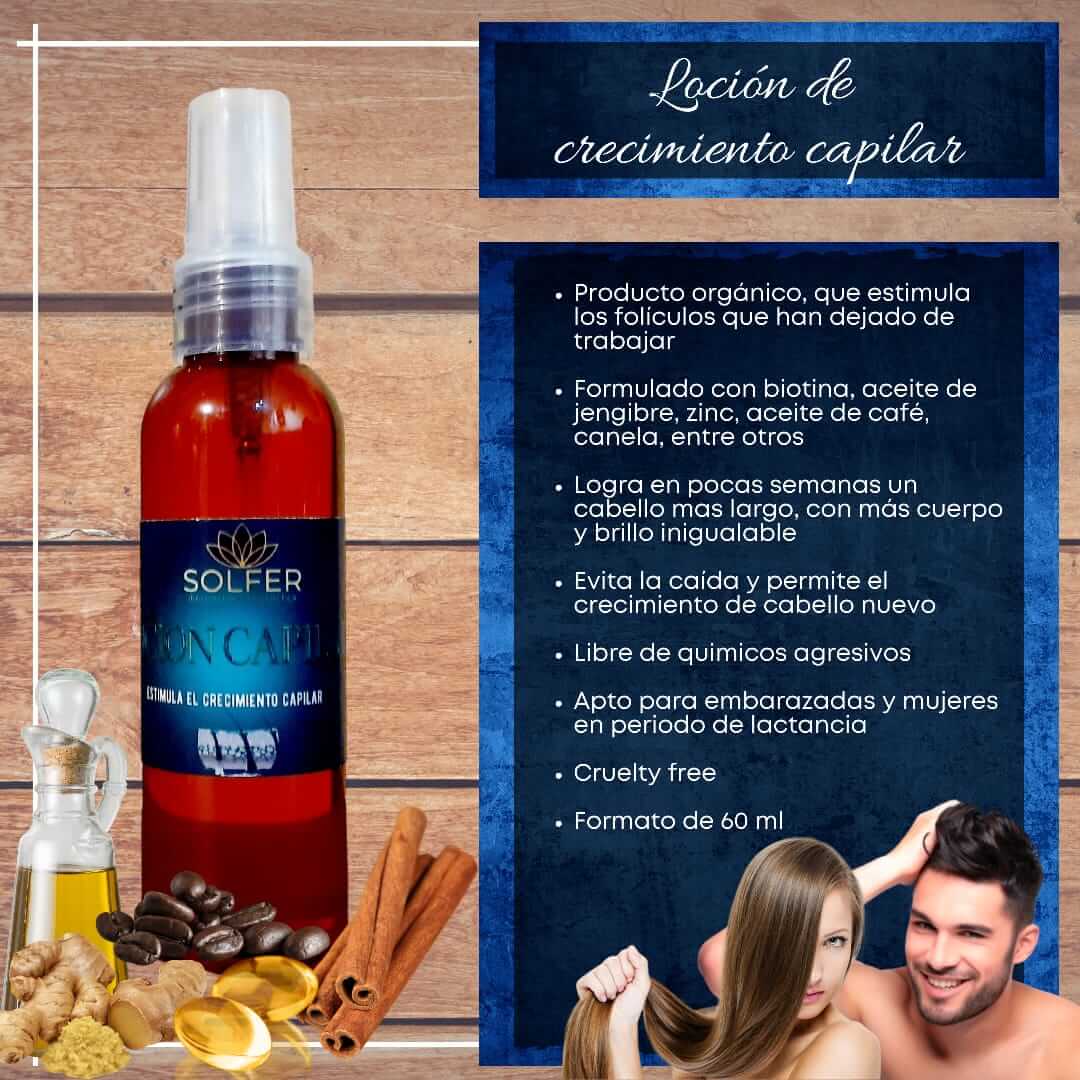 Loción de
crecimiento capilar
Producto orgánico, que estimula
los folículos que han dejado de
trabajar
Formulado con biotina, aceite de
jengibre, zinc, aceite de café,
canela, entre otros
Logra en pocas semanas un
cabello mas largo, con más cuerpo
y brillo inigualable
Evita la caída y permite el
crecimiento de cabello nuevo
Libre de quimicos agresivos
Apto para embarazadas y mujeres
en periodo de lactancia
Cruelty free
Formato de 60 ml
SOLFER
ION CAPIL
ESTIMULA EL CRECIMIENTO CAPILAR